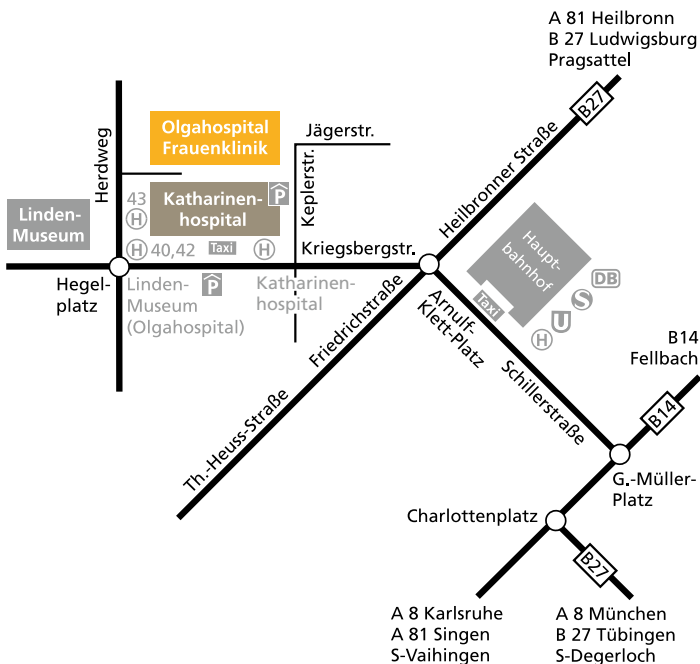 A 81 Heilbronn
B 27 Ludwigsburg
Pragsattel
B27
Olgahospital
Frauenklinik
Jägerstr.
Herdweg
Keplerstr.
Heilbronner Straße
43
H
Katharinen-
hospital
P
Linden-
Museum
H 40,42
Taxi
H
Kriegsbergstr.
Haupt-
bahnhof
DB
S
U
H
Taxi
Hegel-
platz
Linden-
Museum
(Olgahospital)
P
Katharinen-
hospital
Friedrichstraße
Arnulf-
Klett-Platz
Schillerstraße
B14
Fellbach
B14
Th.-Heuss-Straße
G.-Müller-
Platz
Charlottenplatz
B27
A 8 Karlsruhe
A 81 Singen
S-Vaihingen
A 8 München
B 27 Tübingen
S-Degerloch